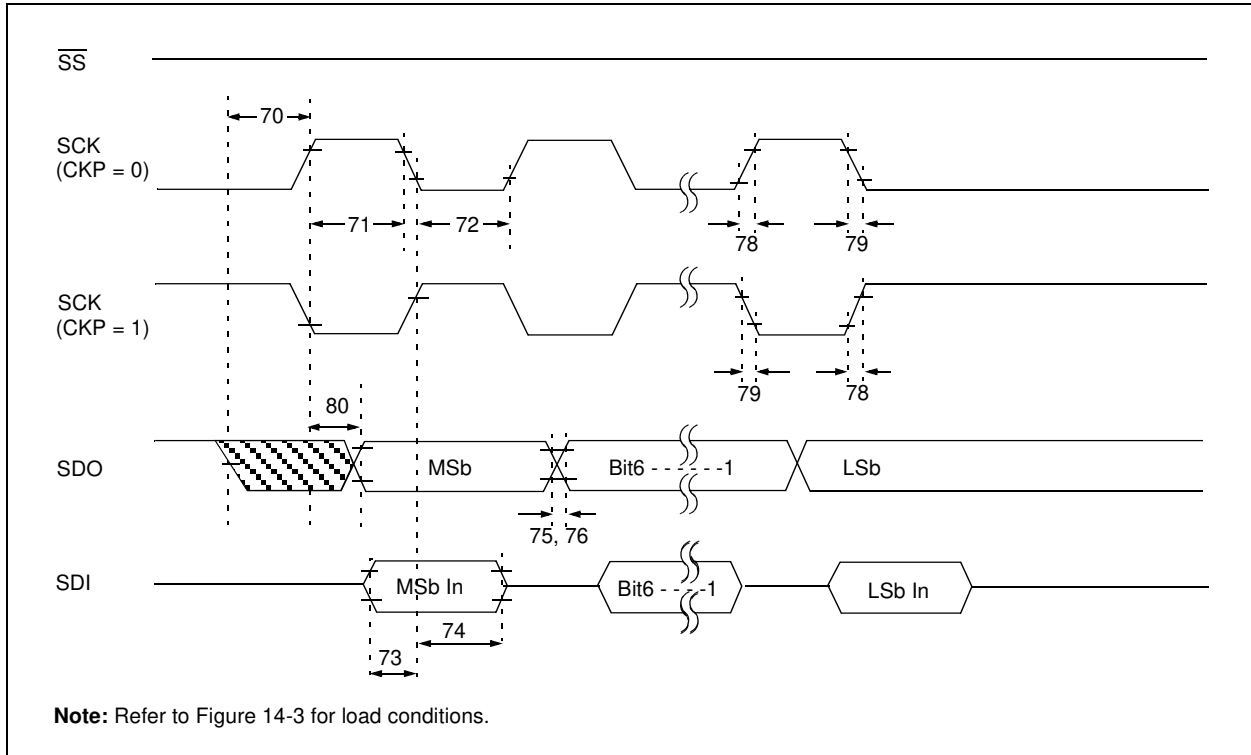 SS
70
SCK
(CKP = 0)
71
72
78
79
SCK
(CKP = 1)
79
78
80
SDO
MSb
Bit6 - - - - - -1
LSb
75, 76
SDI
MSb In
Bit6 - - - -1
LSb In
74
73
Note: Refer to Figure 14-3 for load conditions.